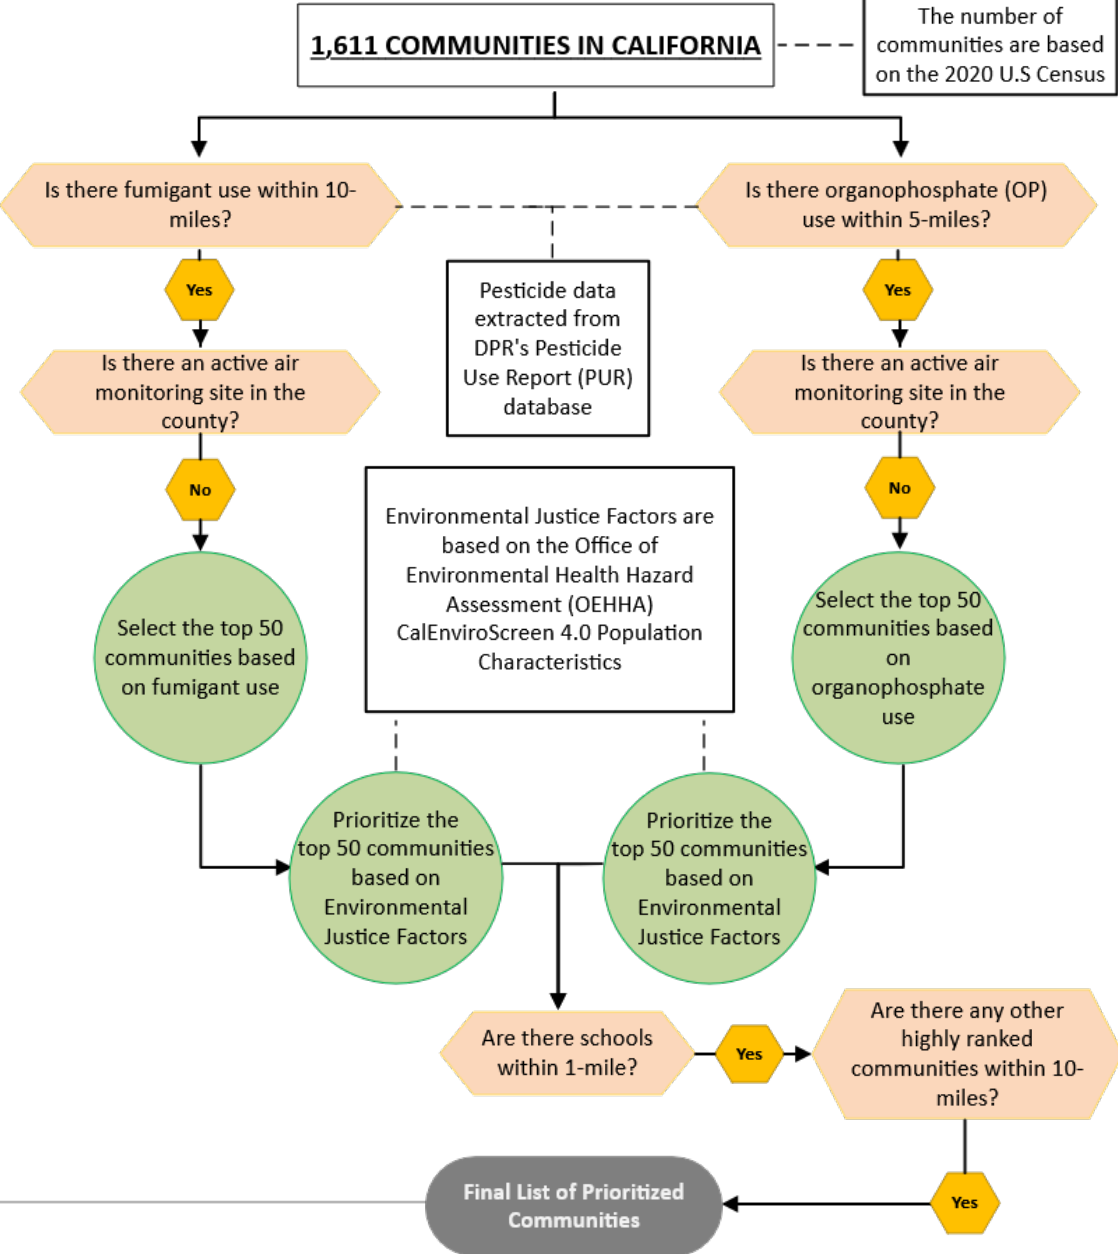 1,611 COMMUNITIES IN CALIFORNIA
The number of
communities are based
on the 2020 U.S Census
Is there fumigant use within 10-
miles?
Is there organophosphate (OP)
use within 5-miles?
Yes
Yes
Pesticide data
extracted from
DPR's Pesticide
Use Report (PUR)
database
Is there an active air
monitoring site in the
county?
Is there an active air
monitoring site in the
county?
No
No
Environmental Justice Factors are
based on the Office of
Environmental Health Hazard
Assessment (OEHHA)
CalEnviroScreen 4.0 Population
Characteristics
Select the top 50
communities based
on fumigant use
Select the top 50
communities based
on
organophosphate
use
Prioritize the
top 50 communities
based on
Environmental
Justice Factors
Prioritize the
top 50 communities
based on
Environmental
Justice Factors
Are there schools
within 1-mile?
Yes
Are there any other
highly ranked
communities within 10-
miles?
Yes
Final List of Prioritized
Communities